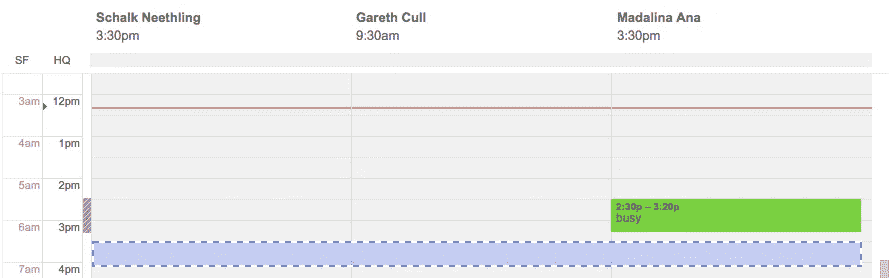 Schalk Neethling
Gareth Cull
Madalina Ana
3:30pm
9:30am
3:30pm
SF HQ
3am 12pm
4am 1pm
5am 2pm
2:30p – 3:20p
busy
6am 3pm
7am 4pm